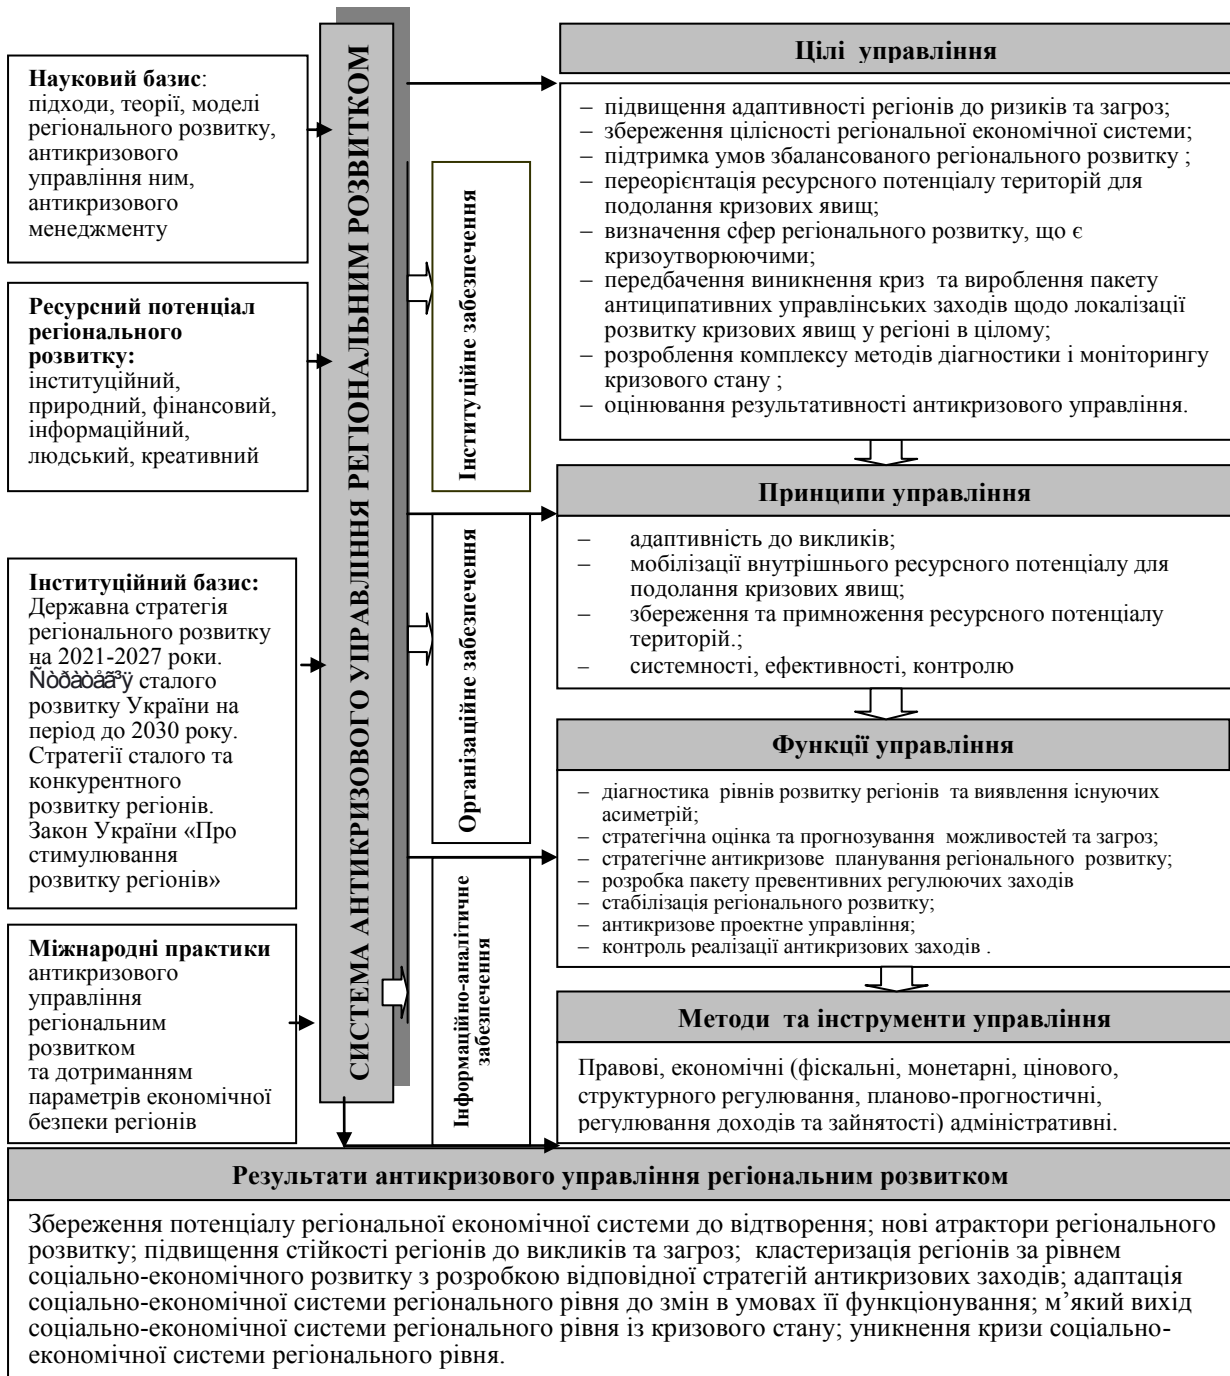 Науковий базис:
підходи, теорії, моделі
регіонального розвитку,
антикризового
управління ним,
антикризового
менеджменту
Ресурсний потенціал
регіонального
розвитку:
інституційний,
природний, фінансовий,
інформаційний,
людський, креативний
Інституційний базис:
Державна стратегія
регіонального розвитку
на 2021-2027 роки.
Ñòðàòåã³ÿ сталого
розвитку України на
період до 2030 року.
Стратегії сталого та
конкурентного
розвитку регіонів.
Закон України «Про
стимулювання
розвитку регіонів»
Міжнародні практики
антикризового
управління
регіональним
розвитком
та дотриманням
параметрів економічної
безпеки регіонів
СИСТЕМА АНТИКРИЗОВОГО УПРАВЛІННЯ РЕГІОНАЛЬНИМ РОЗВИТКОМ
Інституційне забезпечення
Організаційне забезпечення
Інформаційно-аналітичне
забезпечення
Цілі управління
– підвищення адаптивності регіонів до ризиків та загроз;
– збереження цілісності регіональної економічної системи;
– підтримка умов збалансованого регіонального розвитку ;
– переорієнтація ресурсного потенціалу територій для
подолання кризових явищ;
– визначення сфер регіонального розвитку, що є
кризоутворюючими;
– передбачення виникнення криз та вироблення пакету
антиципативних управлінських заходів щодо локалізації
розвитку кризових явищ у регіоні в цілому;
– розроблення комплексу методів діагностики і моніторингу
кризового стану ;
– оцінювання результативності антикризового управління.
Принципи управління
– адаптивність до викликів;
– мобілізації внутрішнього ресурсного потенціалу для
подолання кризових явищ;
– збереження та примноження ресурсного потенціалу
територій.;
– системності, ефективності, контролю
Функції управління
– діагностика рівнів розвитку регіонів та виявлення існуючих
асиметрій;
– стратегічна оцінка та прогнозування можливостей та загроз;
– стратегічне антикризове планування регіонального розвитку;
– розробка пакету превентивних регулюючих заходів
– стабілізація регіонального розвитку;
– антикризове проектне управління;
– контроль реалізації антикризових заходів .
Методи та інструменти управління
Правові, економічні (фіскальні, монетарні, цінового,
структурного регулювання, планово-прогностичні,
регулювання доходів та зайнятості) адміністративні.
Результати антикризового управління регіональним розвитком
Збереження потенціалу регіональної економічної системи до відтворення; нові атрактори регіонального
розвитку; підвищення стійкості регіонів до викликів та загроз; кластеризація регіонів за рівнем
соціально-економічного розвитку з розробкою відповідної стратегій антикризових заходів; адаптація
соціально-економічної системи регіонального рівня до змін в умовах її функціонування; м’який вихід
соціально-економічної системи регіонального рівня із кризового стану; уникнення кризи соціально-
економічної системи регіонального рівня.